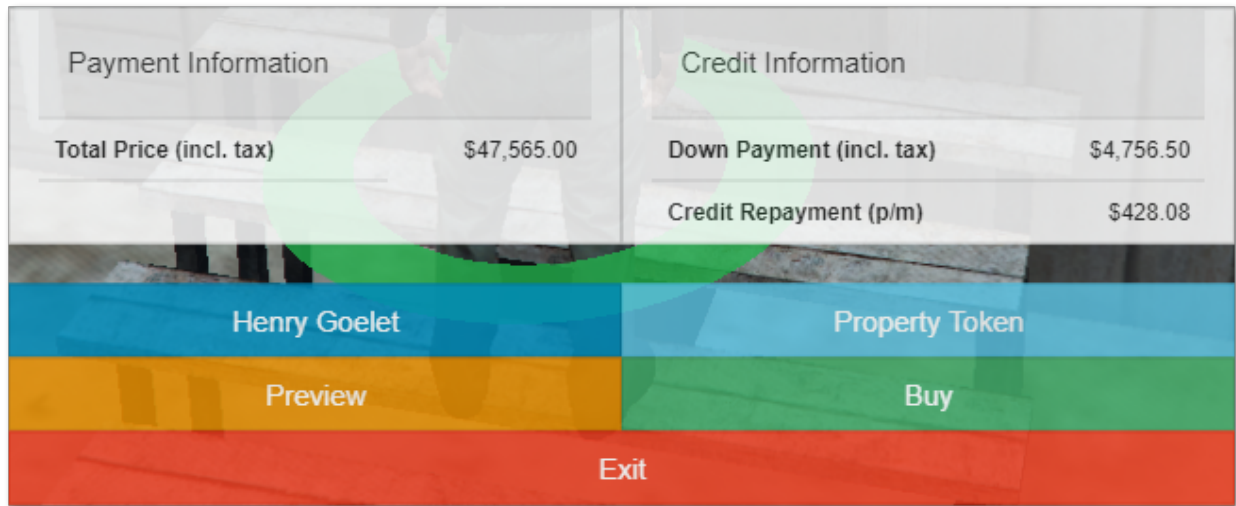 Payment Information
Total Price (incl. tax) $47,565.00
Credit Information
Down Payment (incl. tax) $4,756.50
Credit Repayment (p/m) $428.08
Henry Goelet
Property Token
Preview
Buy
Exit